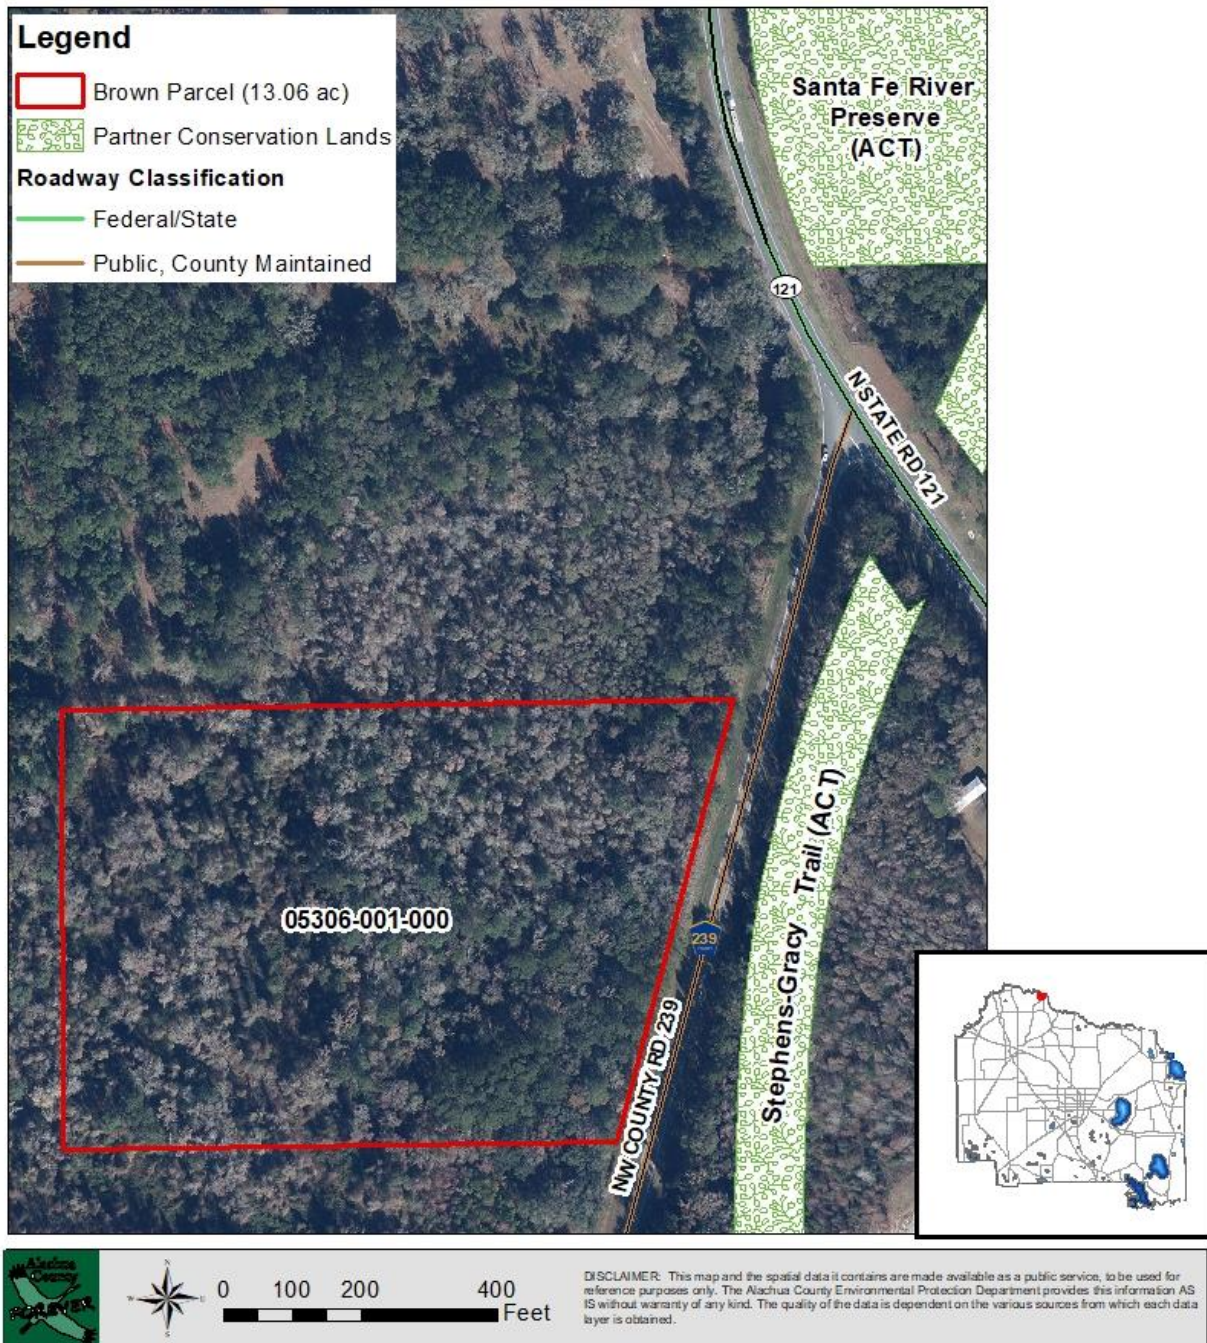 Legend
Brown Parcel (13.06 ac)
Partner Conservation Lands
Roadway Classification
Federal/State
Public, County Maintained
Santa Fe River
Preserve
(ACT)
121
N STATE RD 121
05306-001-000
239
NW COUNTY RD 239
Stephens-Gracy Trail (ACT)
Alachua
County
FOREVER
N
W
E
S
0 100 200 400
Feet
DISCLAIMER: This map and the spatial data it contains are made available as a public service, to be used for
reference purposes only. The Alachua County Environmental Protection Department provides this information AS
IS without warranty of any kind. The quality of the data is dependent on the various sources from which each data
layer is obtained.